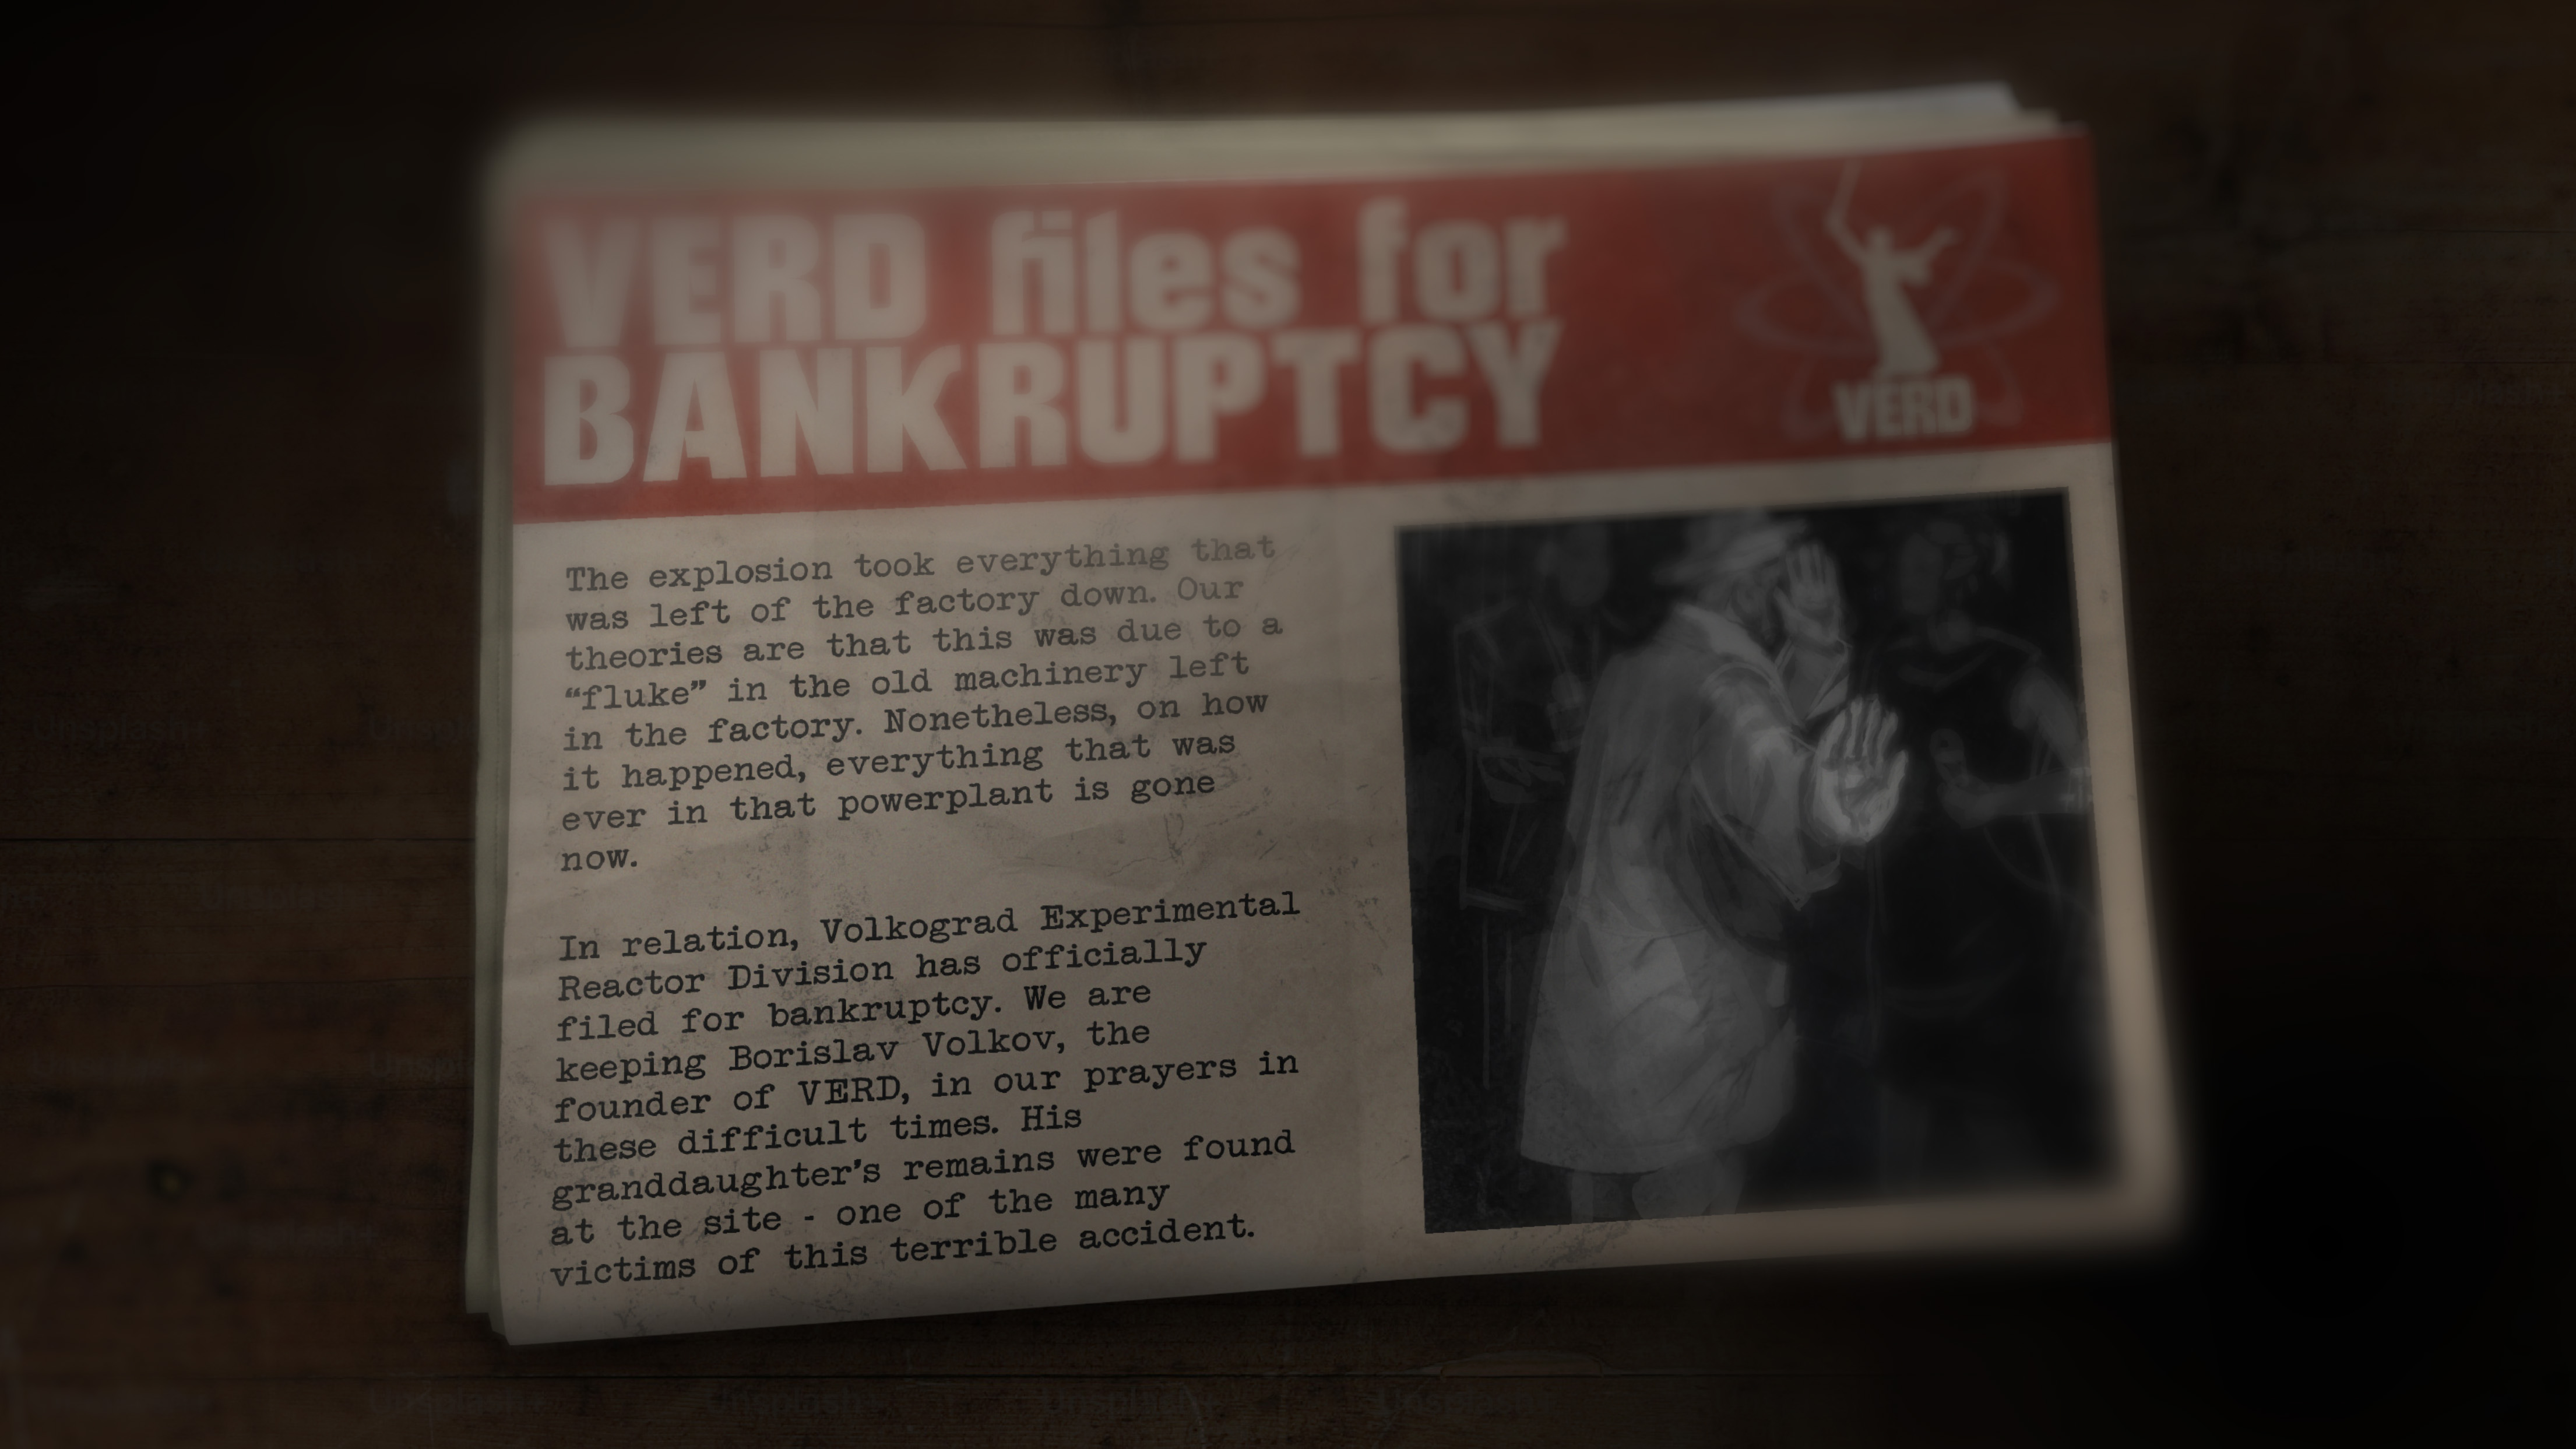 VERD files for
BANKRUPTCY
VERD
The explosion took everything that
was left of the factory down. Our
theories are that this was due to a
“fluke” in the old machinery left
in the factory. Nonetheless, on how
it happened, everything that was
ever in that powerplant is gone
now.
In relation, Volkograd Experimental
Reactor Division has officially
filed for bankruptcy. We are
keeping Borislav Volkov, the
founder of VERD, in our prayers in
these difficult times. His
granddaughter’s remains were found
at the site - one of the many
victims of this terrible accident.
Unsplash+
Unsplash+